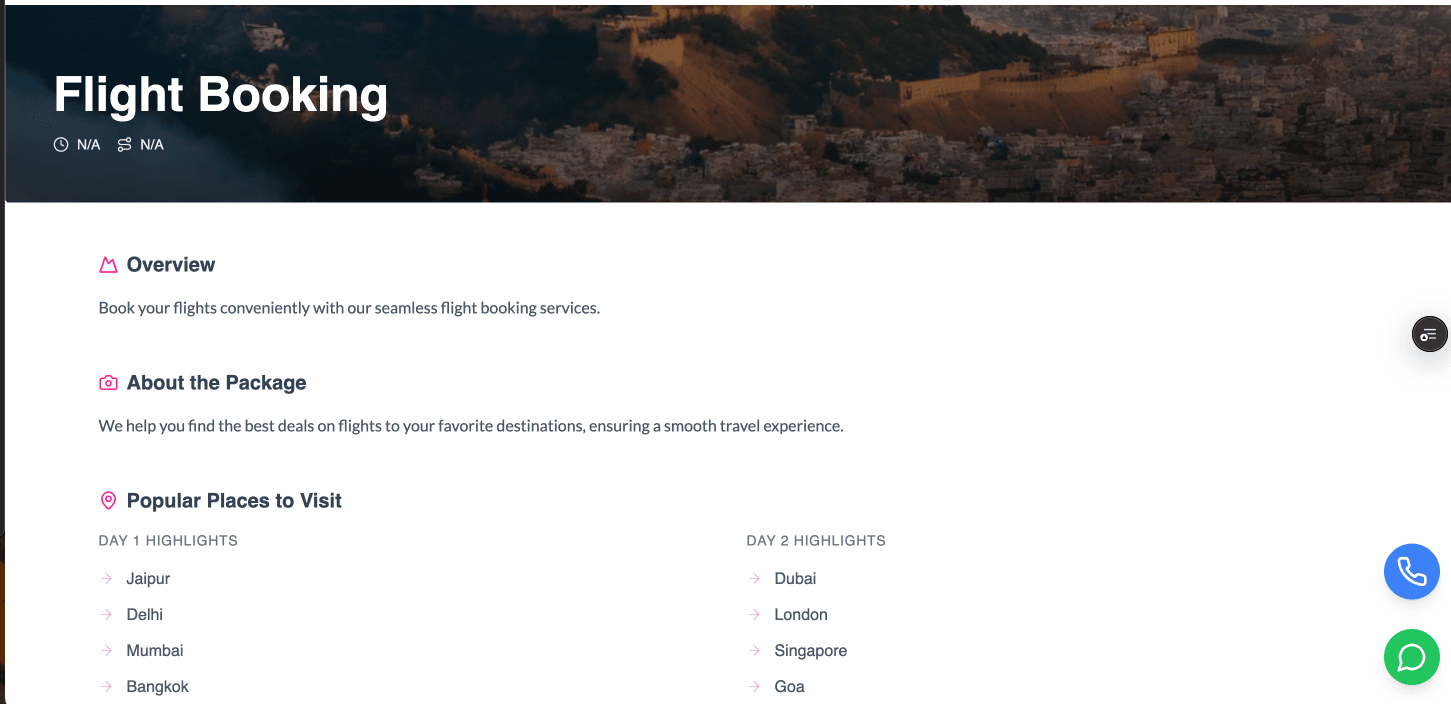 Flight Booking
N/A N/A
Overview
Book your flights conveniently with our seamless flight booking services.
About the Package
We help you find the best deals on flights to your favorite destinations, ensuring a smooth travel experience.
Popular Places to Visit
DAY 1 HIGHLIGHTS
Jaipur
Delhi
Mumbai
Bangkok
DAY 2 HIGHLIGHTS
Dubai
London
Singapore
Goa